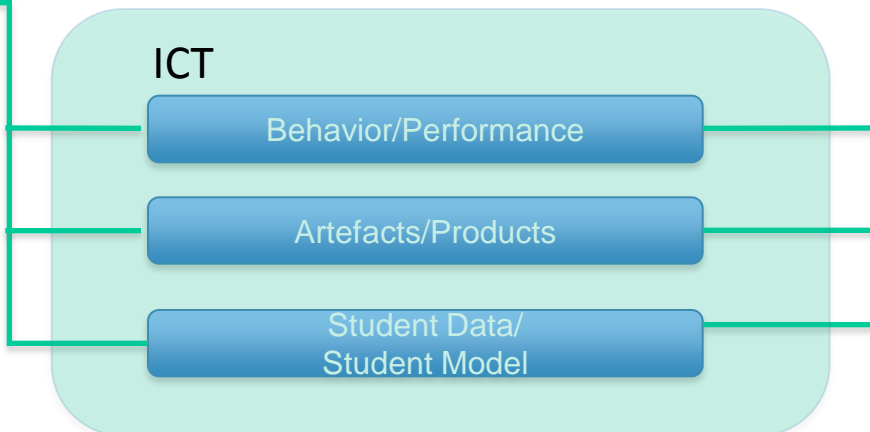 ICT
Behavior/Performance
Artefacts/Products
Student Data/
Student Model